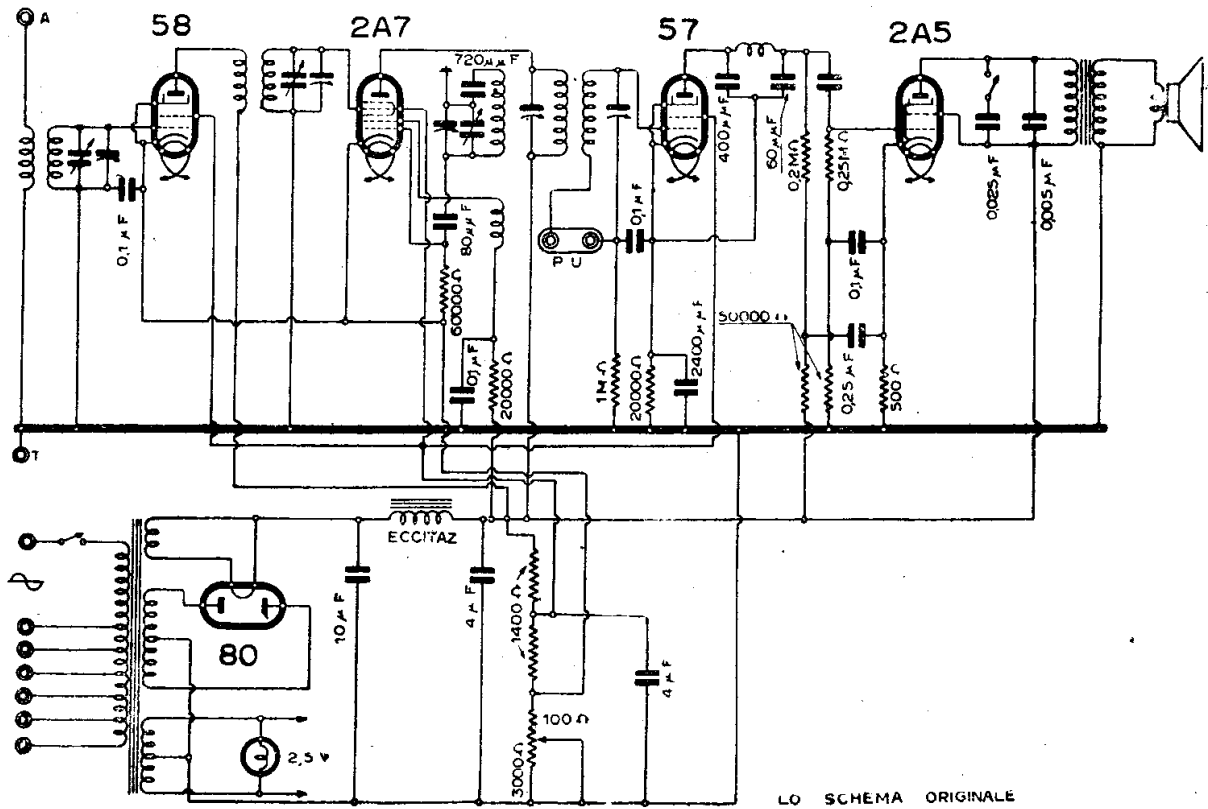 A
58
2A7
57
2A5
720μμF
0,1μF
80μμF
60000Ω
0,1μF
20000Ω
P U
0,1μF
1MΩ
20000Ω
2400μμF
400μμF
60μμF
0,2MΩ
0,25MΩ
50000Ω
0,1μF
0,25μF
500Ω
0,025μF
0,005μF
T
ECCITAZ
80
10μF
4μF
1400Ω
4μF
100Ω
3000Ω
2,5 V
LO SCHEMA ORIGINALE